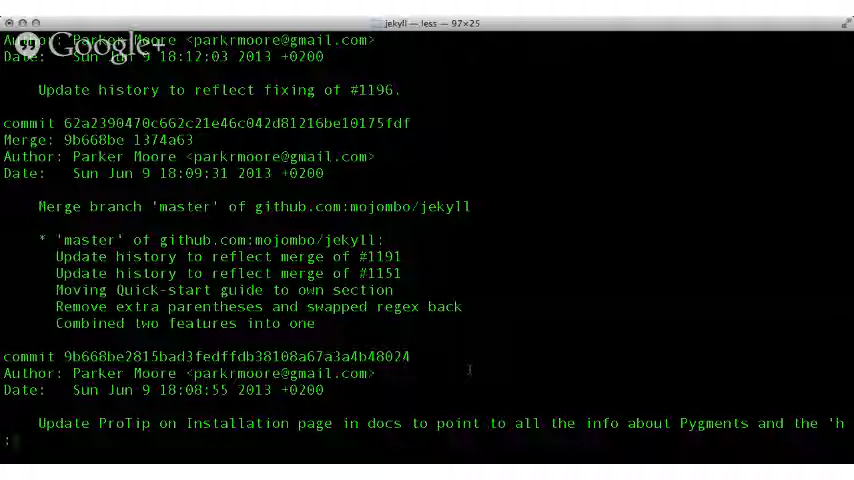 jekyll — less — 97×25
Google+
Author: Parker Moore <parkrmoore@gmail.com>
Date:   Sun Jun 9 18:12:03 2013 +0200
Update history to reflect fixing of #1196.
commit 62a2390470c662c21e46c042d81216be10175fdf
Merge: 9b668be 1374a63
Author: Parker Moore <parkrmoore@gmail.com>
Date:   Sun Jun 9 18:09:31 2013 +0200
Merge branch 'master' of github.com:mojombo/jekyll
* 'master' of github.com:mojombo/jekyll:
Update history to reflect merge of #1191
Update history to reflect merge of #1151
Moving Quick-start guide to own section
Remove extra parentheses and swapped regex back
Combined two features into one
commit 9b668be2815bad3fedffdb38108a67a3a4b48024
Author: Parker Moore <parkrmoore@gmail.com>
Date:   Sun Jun 9 18:08:55 2013 +0200
Update ProTip on Installation page in docs to point to all the info about Pygments and the 'h
: